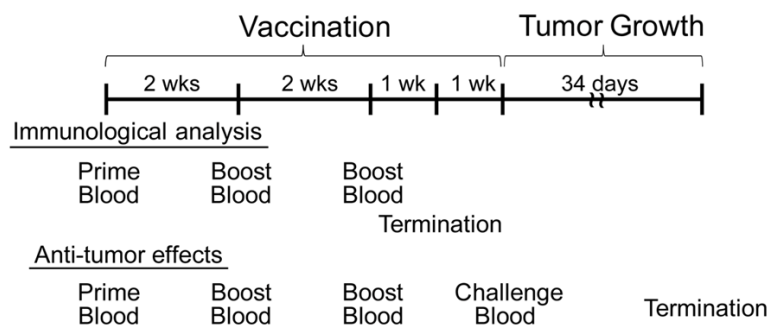 Vaccination Tumor Growth
2 wks 2 wks 1 wk 1 wk 34 days
Immunological analysis
Prime Boost Boost
Blood Blood Blood
Termination
Anti-tumor effects
Prime Boost Boost Challenge
Blood Blood Blood Blood Termination